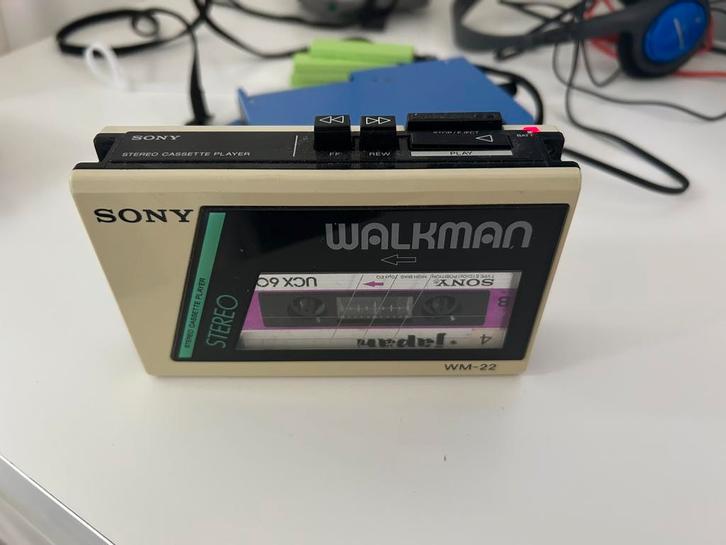 SONY
STEREO CASSETTE PLAYER
FF
REW
STOP/EJECT
PLAY
BATT
SONY
WALKMAN
STEREO CASSETTE PLAYER
STEREO
SONY
UCX 60
B
4
.Japan
WM-22